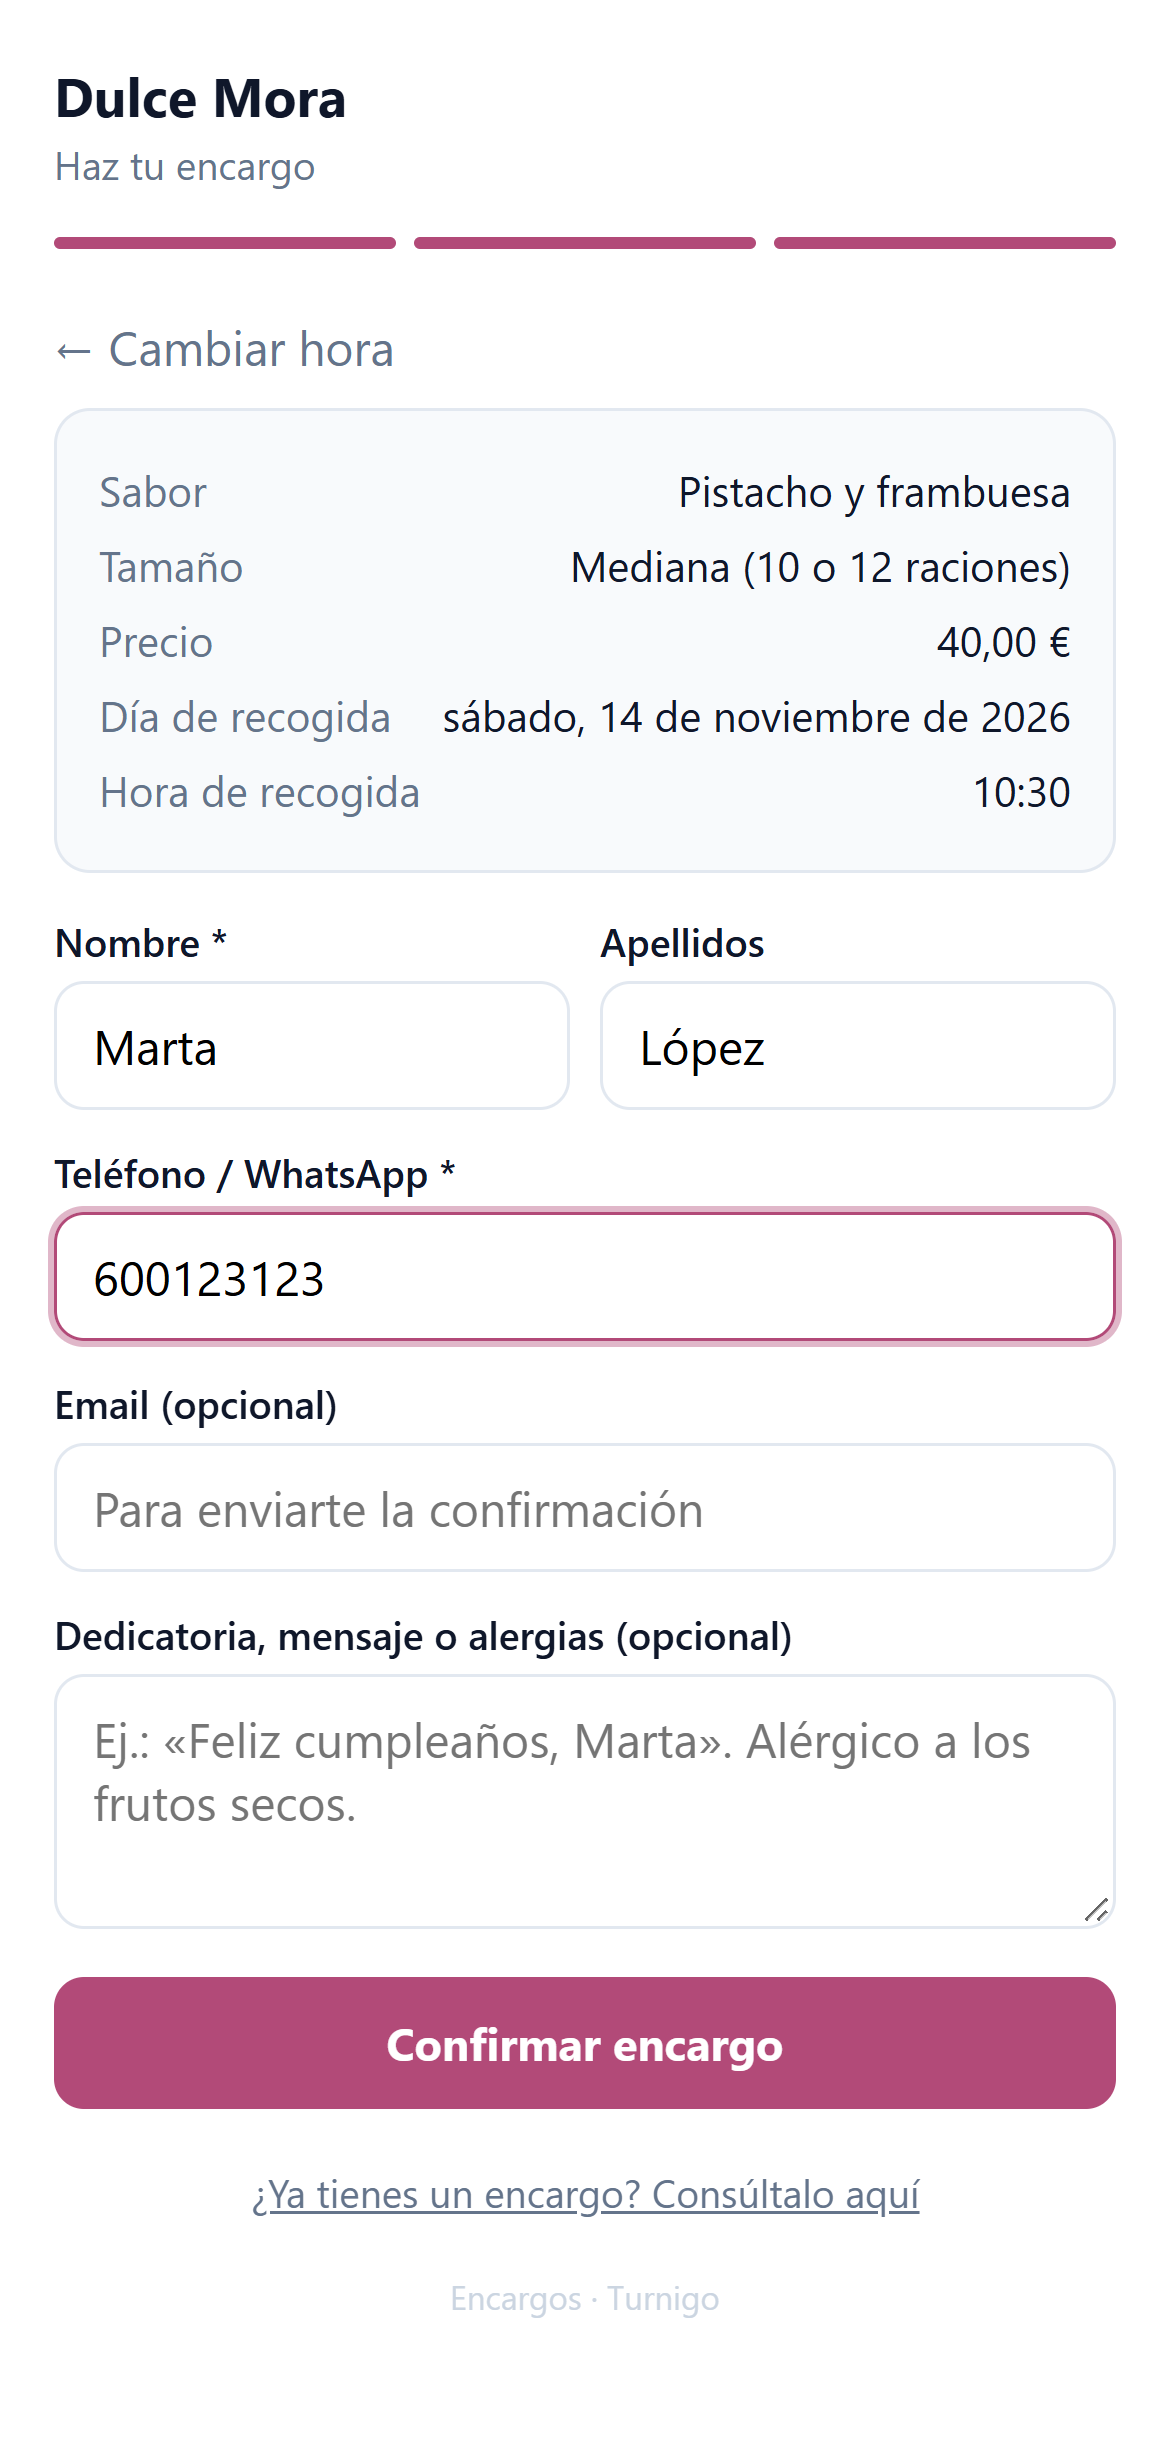 Dulce Mora
Haz tu encargo
← Cambiar hora
Sabor Pistacho y frambuesa
Tamaño Mediana (10 o 12 raciones)
Precio 40,00 €
Día de recogida sábado, 14 de noviembre de 2026
Hora de recogida 10:30
Nombre * Apellidos
Marta López
Teléfono / WhatsApp *
600123123
Email (opcional)
Para enviarte la confirmación
Dedicatoria, mensaje o alergias (opcional)
Ej.: «Feliz cumpleaños, Marta». Alérgico a los
frutos secos.
Confirmar encargo
¿Ya tienes un encargo? Consúltalo aquí
Encargos · Turnigo